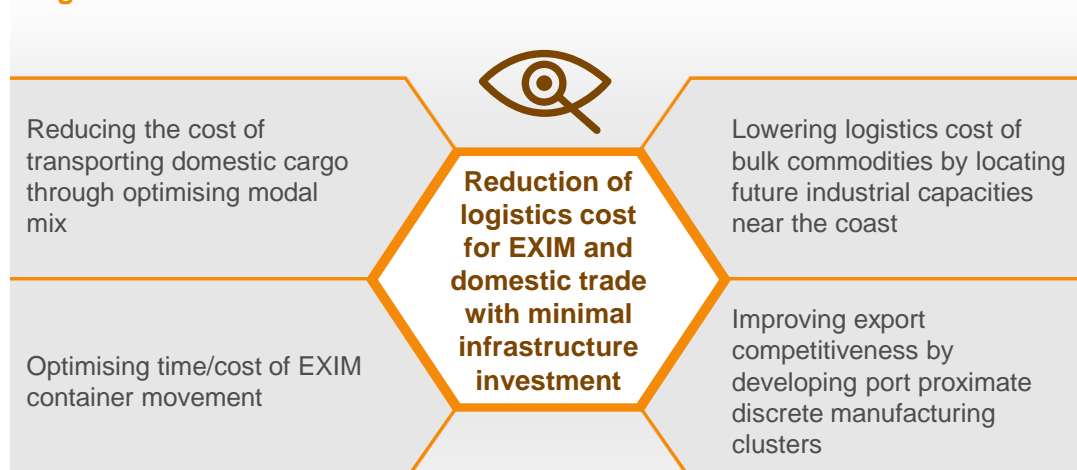 Reducing the cost of
transporting domestic cargo
through optimising modal
mix
Optimising time/cost of EXIM
container movement
Reduction of
logistics cost
for EXIM and
domestic trade
with minimal
infrastructure
investment
Lowering logistics cost of
bulk commodities by locating
future industrial capacities
near the coast
Improving export
competitiveness by
developing port proximate
discrete manufacturing
clusters